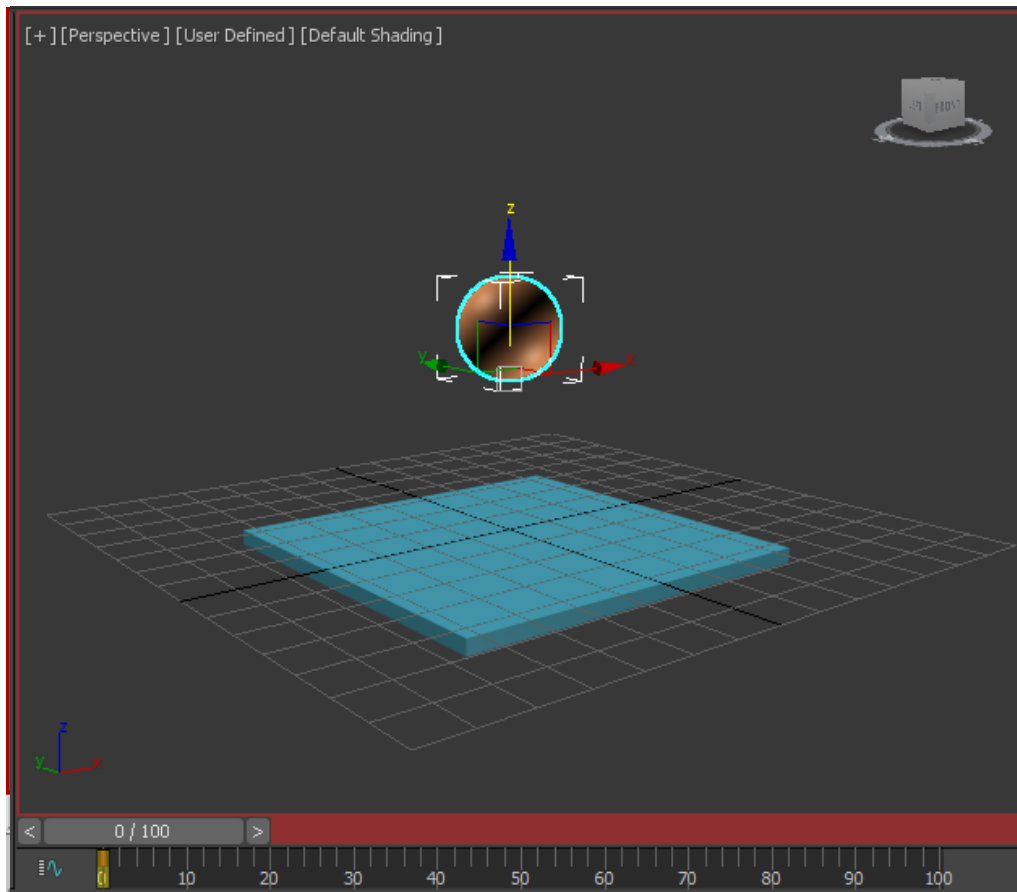 [+] [Perspective ] [User Defined ] [Default Shading ]
FRONT
z
y
x
z
y
x
< 0 / 100 >
10 20 30 40 50 60 70 80 90 100